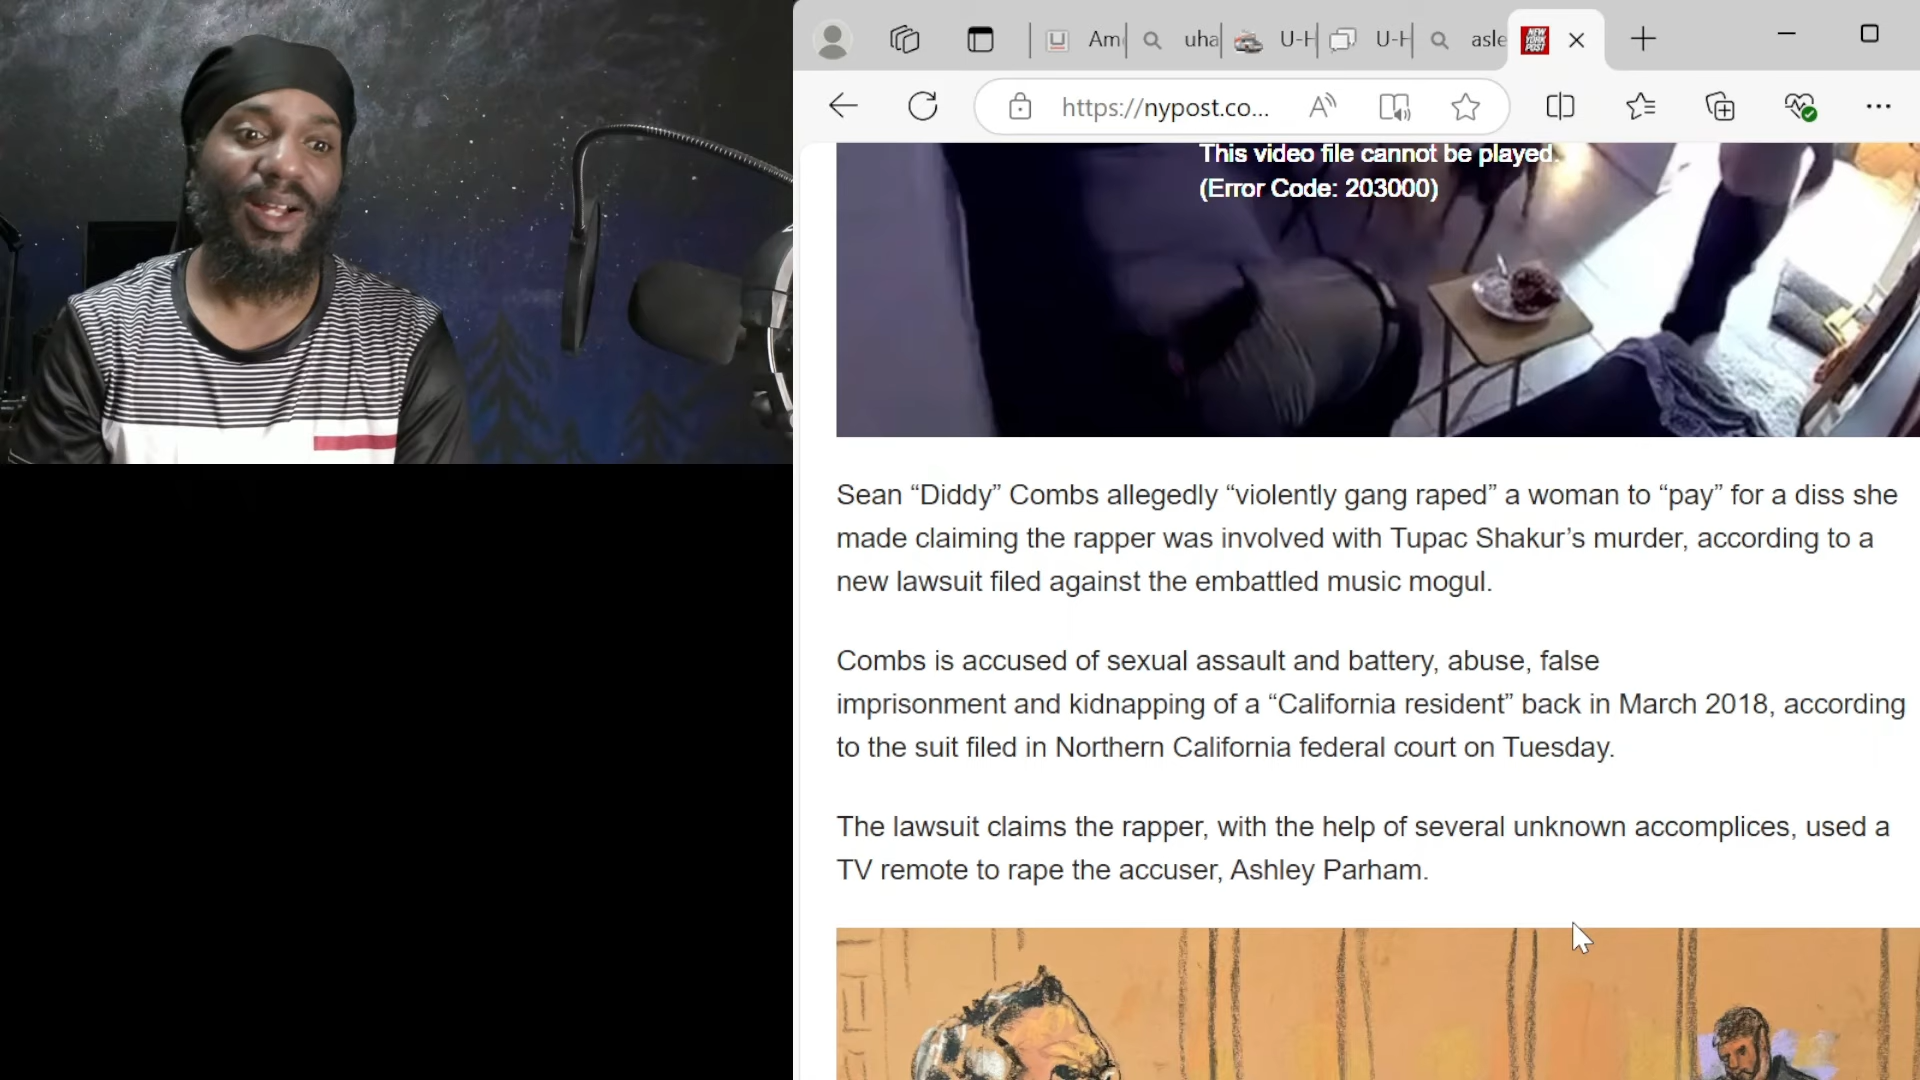 Am
uha
U-H
U-H
asle
NEW YORK POST
https://nypost.co...
This video file cannot be played.
(Error Code: 203000)
Sean “Diddy” Combs allegedly “violently gang raped” a woman to “pay” for a diss she
made claiming the rapper was involved with Tupac Shakur’s murder, according to a
new lawsuit filed against the embattled music mogul.
Combs is accused of sexual assault and battery, abuse, false
imprisonment and kidnapping of a “California resident” back in March 2018, according
to the suit filed in Northern California federal court on Tuesday.
The lawsuit claims the rapper, with the help of several unknown accomplices, used a
TV remote to rape the accuser, Ashley Parham.